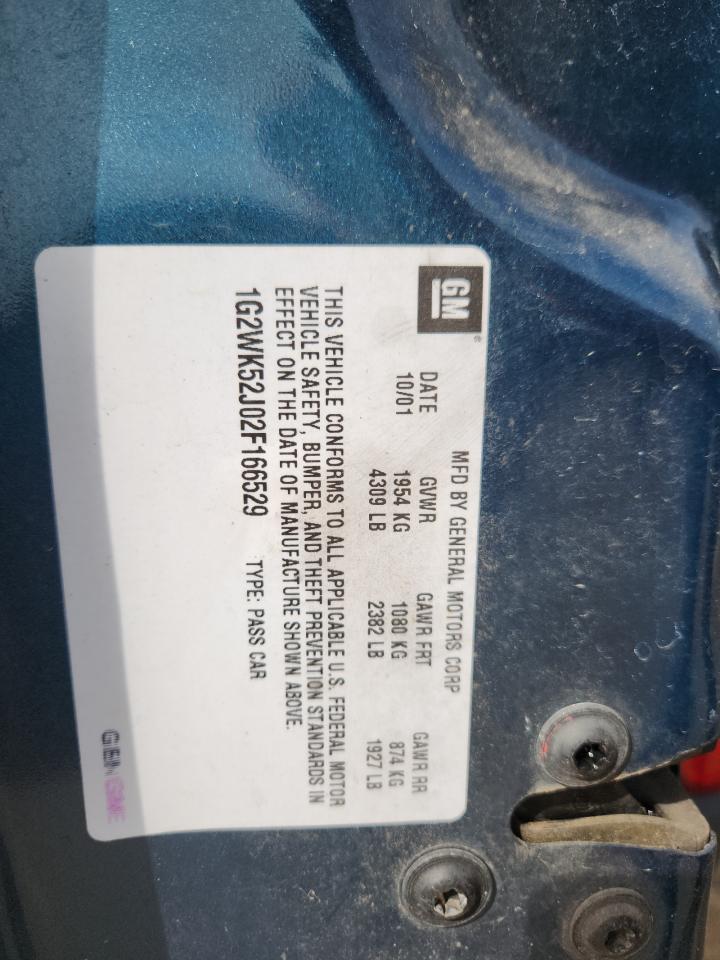 GM
MFD BY GENERAL MOTORS CORP
DATE GVWR GAWR FRT GAWR RR
10/01 1954 KG 1080 KG 874 KG
4309 LB 2382 LB 1927 LB
THIS VEHICLE CONFORMS TO ALL APPLICABLE U.S. FEDERAL MOTOR
VEHICLE SAFETY, BUMPER, AND THEFT PREVENTION STANDARDS IN
EFFECT ON THE DATE OF MANUFACTURE SHOWN ABOVE.
1G2WK52J02F166529 TYPE: PASS CAR